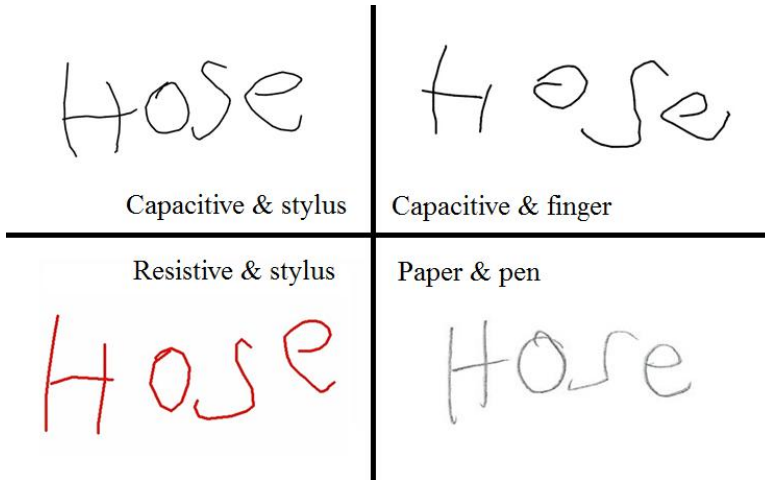 Hose
Capacitive & stylus
Hose
Capacitive & finger
Resistive & stylus
Hose
Paper & pen
Hose